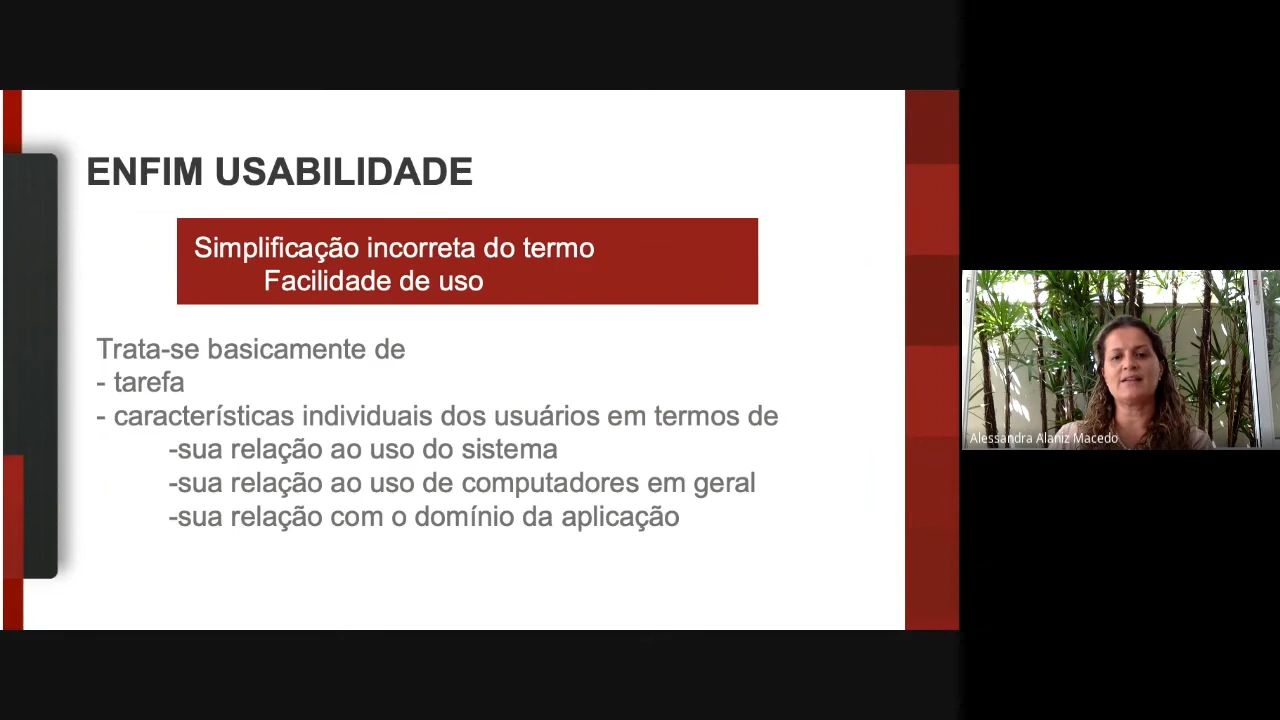 ENFIM USABILIDADE
Simplificação incorreta do termo
Facilidade de uso
Trata-se basicamente de
- tarefa
- características individuais dos usuários em termos de
-sua relação ao uso do sistema
-sua relação ao uso de computadores em geral
-sua relação com o domínio da aplicação
Alessandra Alaniz Macedo